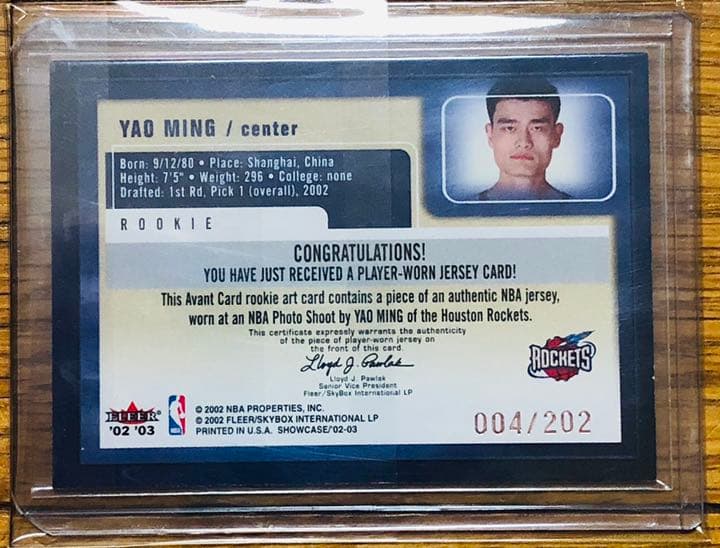 YAO MING / center
Born: 9/12/80 • Place: Shanghai, China
Height: 7'5" • Weight: 296 • College: none
Drafted: 1st Rd, Pick 1 (overall), 2002
ROOKIE
CONGRATULATIONS!
YOU HAVE JUST RECEIVED A PLAYER-WORN JERSEY CARD!
This Avant Card rookie art card contains a piece of an authentic NBA jersey,
worn at an NBA Photo Shoot by YAO MING of the Houston Rockets.
This certificate expressly warrants the authenticity
of the piece of player-worn jersey on
the front of this card.
Lloyd J. Pawlak
Lloyd J. Pawlak
Senior Vice President
Fleer/SkyBox International LP
ROCKETS
FLEER
'02 '03
NBA
© 2002 NBA PROPERTIES, INC.
© 2002 FLEER/SKYBOX INTERNATIONAL LP
PRINTED IN U.S.A. SHOWCASE/'02-03
004/202